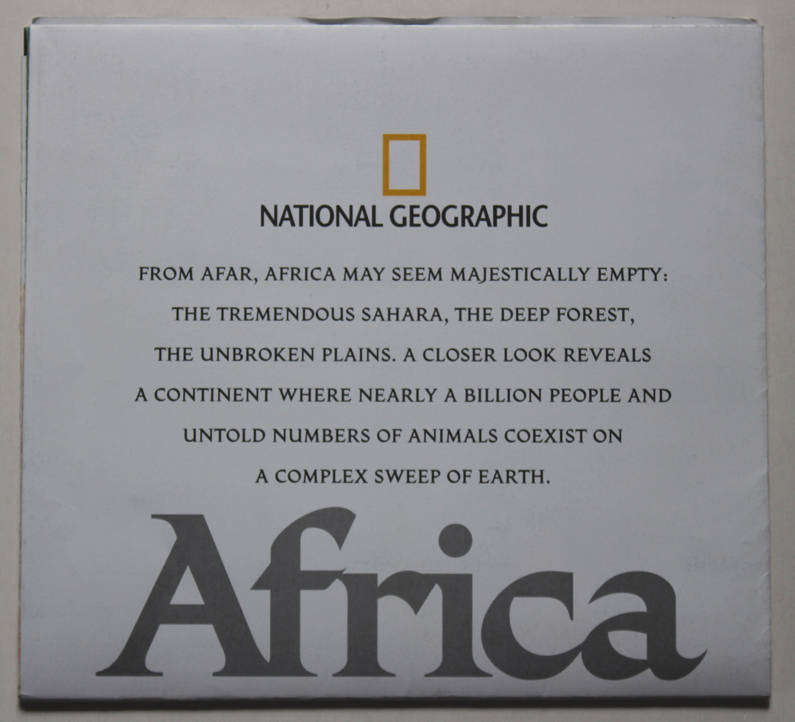 NATIONAL GEOGRAPHIC
FROM AFAR, AFRICA MAY SEEM MAJESTICALLY EMPTY:
THE TREMENDOUS SAHARA, THE DEEP FOREST,
THE UNBROKEN PLAINS. A CLOSER LOOK REVEALS
A CONTINENT WHERE NEARLY A BILLION PEOPLE AND
UNTOLD NUMBERS OF ANIMALS COEXIST ON
A COMPLEX SWEEP OF EARTH.
Africa